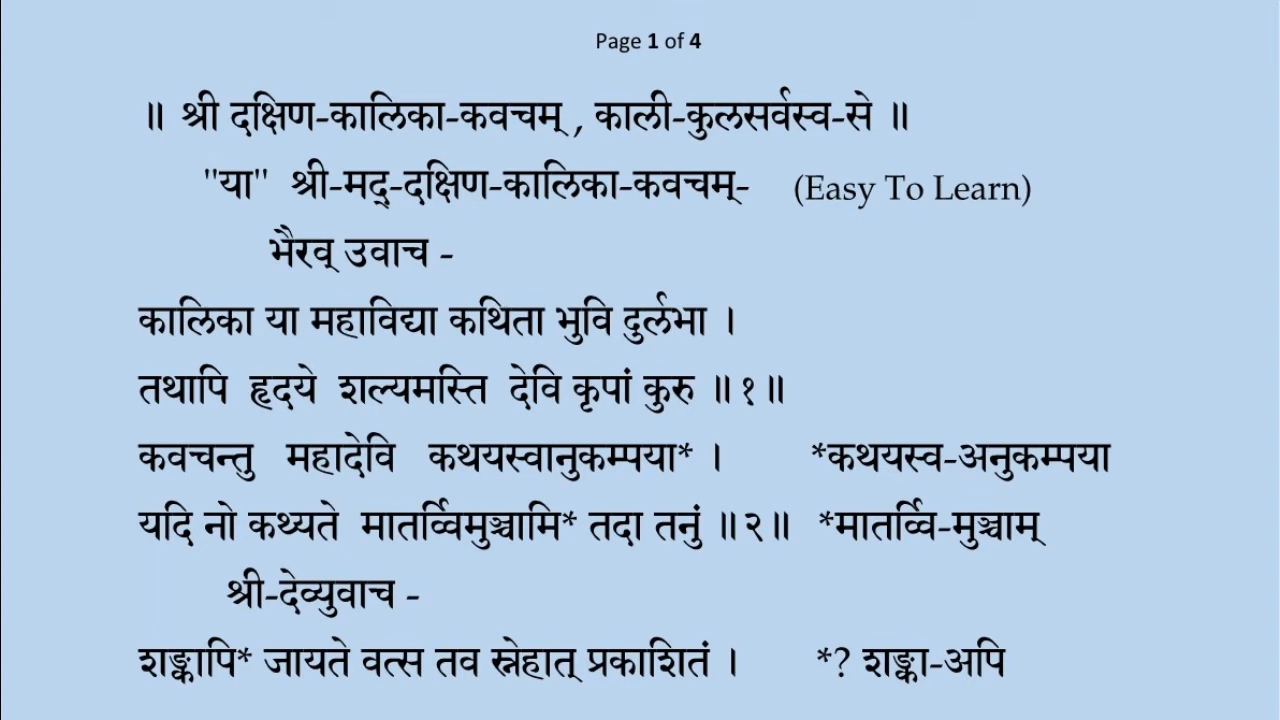 Page 1 of 4
॥ श्री दक्षिण-कालिका-कवचम् , काली-कुलसर्वस्व-से ॥
"या" श्री-मद्-दक्षिण-कालिका-कवचम्- (Easy To Learn)
भैरव् उवाच -
कालिका या महाविद्या कथिता भुवि दुर्लभा ।
तथापि हृदये शल्यमस्ति देवि कृपां कुरु ॥१॥
कवचन्तु महादेवि कथयस्वानुकम्पया* । *कथयस्व-अनुकम्पया
यदि नो कथ्यते मातर्व्विमुञ्चामि* तदा तनुं ॥२॥ *मातर्व्वि-मुञ्चाम्
श्री-देव्युवाच -
शङ्कापि* जायते वत्स तव स्नेहात् प्रकाशितं । *? शङ्का-अपि